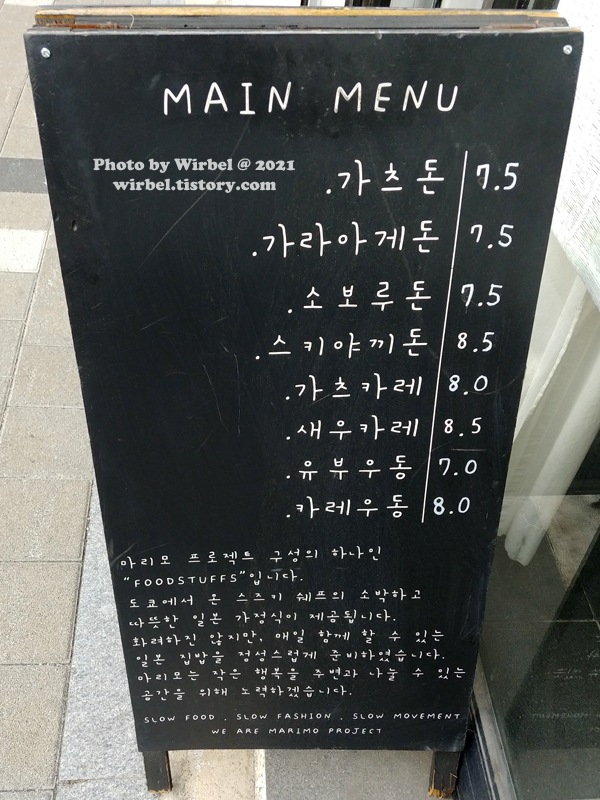 MAIN MENU
Photo by Wirbel @ 2021
wirbel.tistory.com
.가츠돈 7.5
.가라아게돈 7.5
.소보루돈 7.5
.스키야끼돈 8.5
.가츠카레 8.0
.새우카레 8.5
.유부우동 7.0
.카레우동 8.0
마리모 프로젝트 구성의 하나인
"FOODSTUFFS"입니다.
도쿄에서 온 스즈키 쉐프의 소박하고
따뜻한 일본 가정식이 제공됩니다.
화려하진 않지만, 매일 함께 할 수 있는
일본 집밥을 정성스럽게 준비하였습니다.
마리모는 작은 행복을 주변과 나눌 수 있는
공간을 위해 노력하겠습니다.
SLOW FOOD . SLOW FASHION . SLOW MOVEMENT
WE ARE MARIMO PROJECT